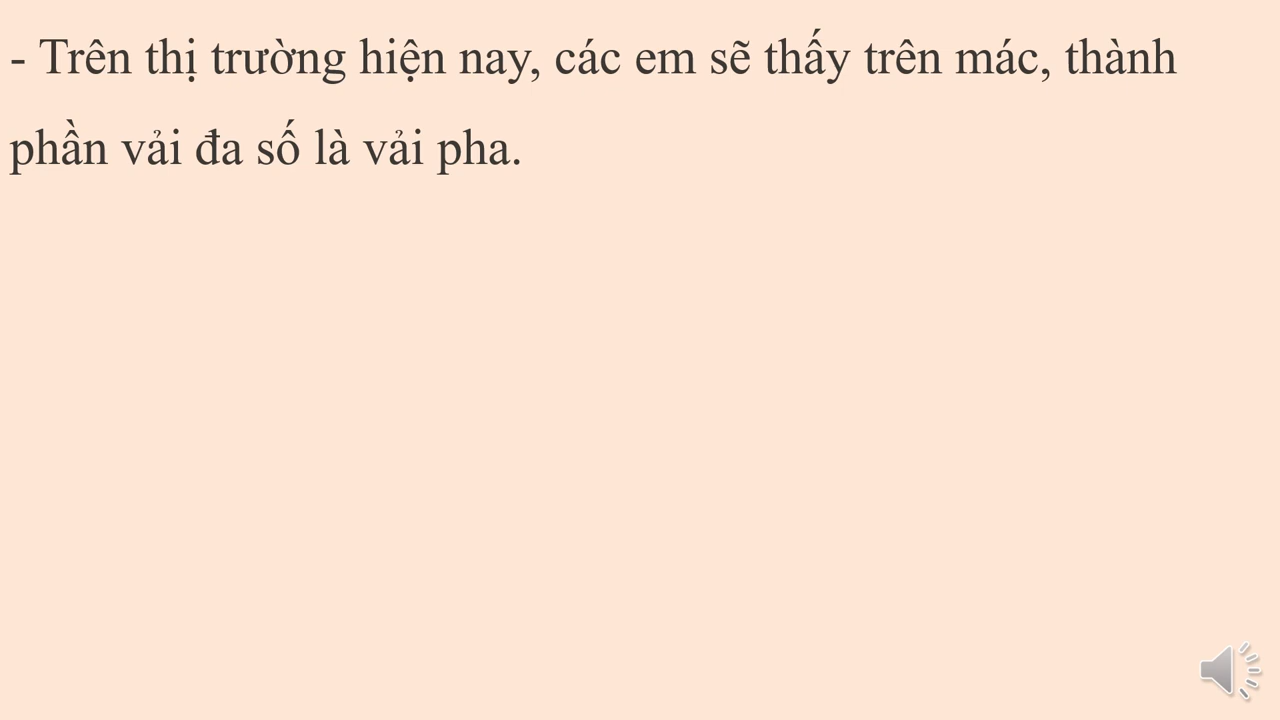 - Trên thị trường hiện nay, các em sẽ thấy trên mác, thành
phần vải đa số là vải pha.